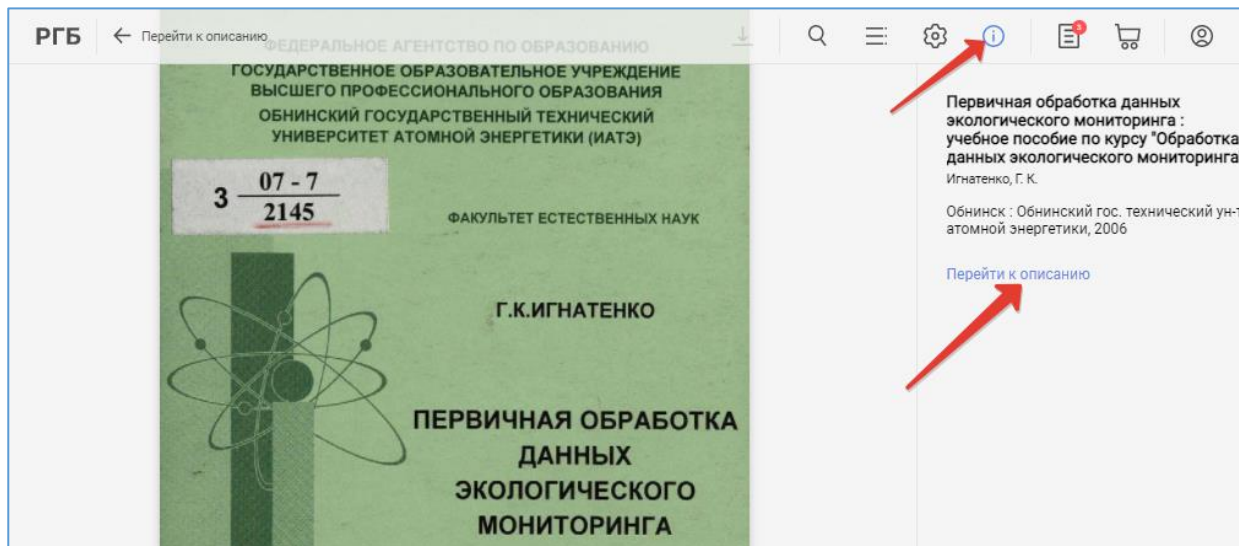 РГБ
Перейти к описанию
3
ФЕДЕРАЛЬНОЕ АГЕНТСТВО ПО ОБРАЗОВАНИЮ
ГОСУДАРСТВЕННОЕ ОБРАЗОВАТЕЛЬНОЕ УЧРЕЖДЕНИЕ
ВЫСШЕГО ПРОФЕССИОНАЛЬНОГО ОБРАЗОВАНИЯ
ОБНИНСКИЙ ГОСУДАРСТВЕННЫЙ ТЕХНИЧЕСКИЙ
УНИВЕРСИТЕТ АТОМНОЙ ЭНЕРГЕТИКИ (ИАТЭ)
3 07 - 7
2145
ФАКУЛЬТЕТ ЕСТЕСТВЕННЫХ НАУК
Г.К.ИГНАТЕНКО
ПЕРВИЧНАЯ ОБРАБОТКА
ДАННЫХ
ЭКОЛОГИЧЕСКОГО
МОНИТОРИНГА
Первичная обработка данных
экологического мониторинга :
учебное пособие по курсу "Обработка
данных экологического мониторинга
Игнатенко, Г. К.
Обнинск : Обнинский гос. технический ун-т
атомной энергетики, 2006
Перейти к описанию